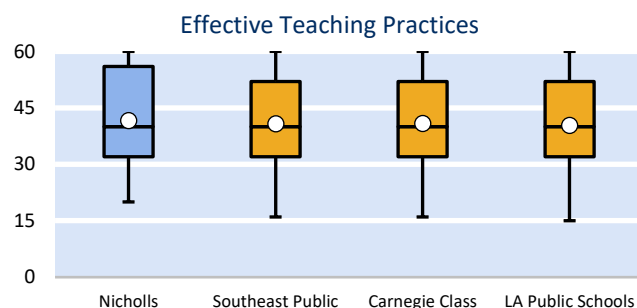 Effective Teaching Practices
60
45
30
15
0
Nicholls Southeast Public Carnegie Class LA Public Schools